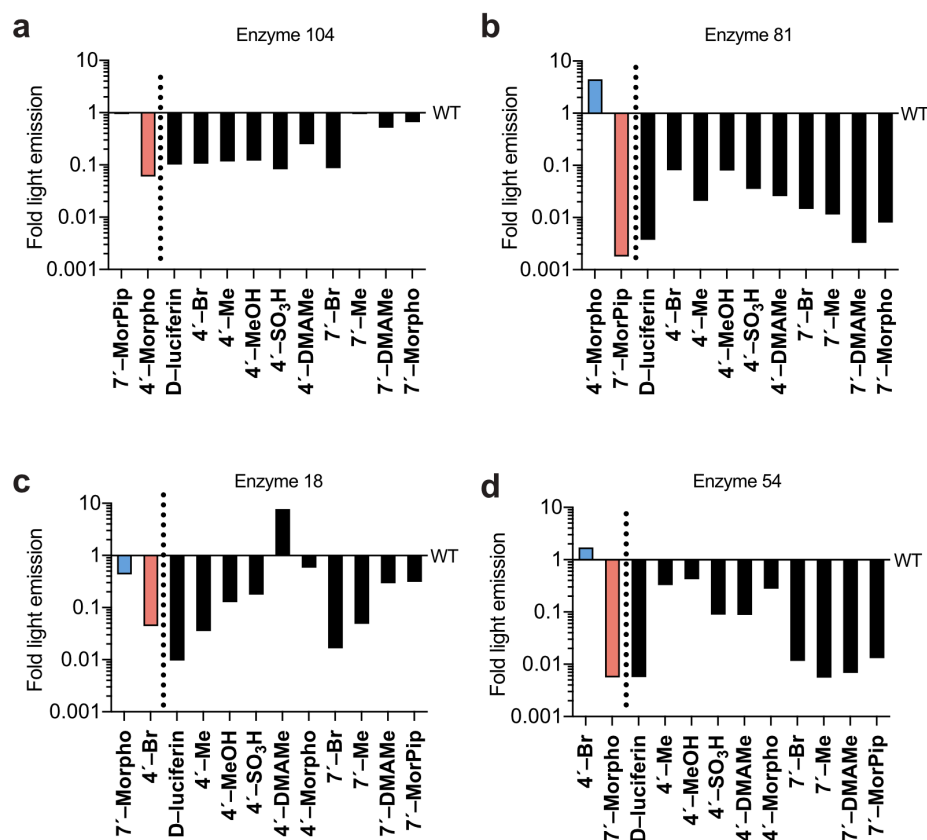 a
Enzyme 104
Fold light emission
10
1
0.1
0.01
0.001
WT
7´–MorPip
4´–Morpho
D–luciferin
4´–Br
4´–Me
4´–MeOH
4´–SO3H
4´–DMAMe
7´–Br
7´–Me
7´–DMAMe
7´–Morpho
b
Enzyme 81
Fold light emission
10
1
0.1
0.01
0.001
WT
4´–Morpho
7´–MorPip
D–luciferin
4´–Br
4´–Me
4´–MeOH
4´–SO3H
4´–DMAMe
7´–Br
7´–Me
7´–DMAMe
7´–Morpho
c
Enzyme 18
Fold light emission
10
1
0.1
0.01
0.001
WT
7´–Morpho
4´–Br
D–luciferin
4´–Me
4´–MeOH
4´–SO3H
4´–DMAMe
4´–Morpho
7´–Br
7´–Me
7´–DMAMe
7´–MorPip
d
Enzyme 54
Fold light emission
10
1
0.1
0.01
0.001
WT
4´–Br
7´–Morpho
D–luciferin
4´–Me
4´–MeOH
4´–SO3H
4´–DMAMe
4´–Morpho
7´–Br
7´–Me
7´–DMAMe
7´–MorPip